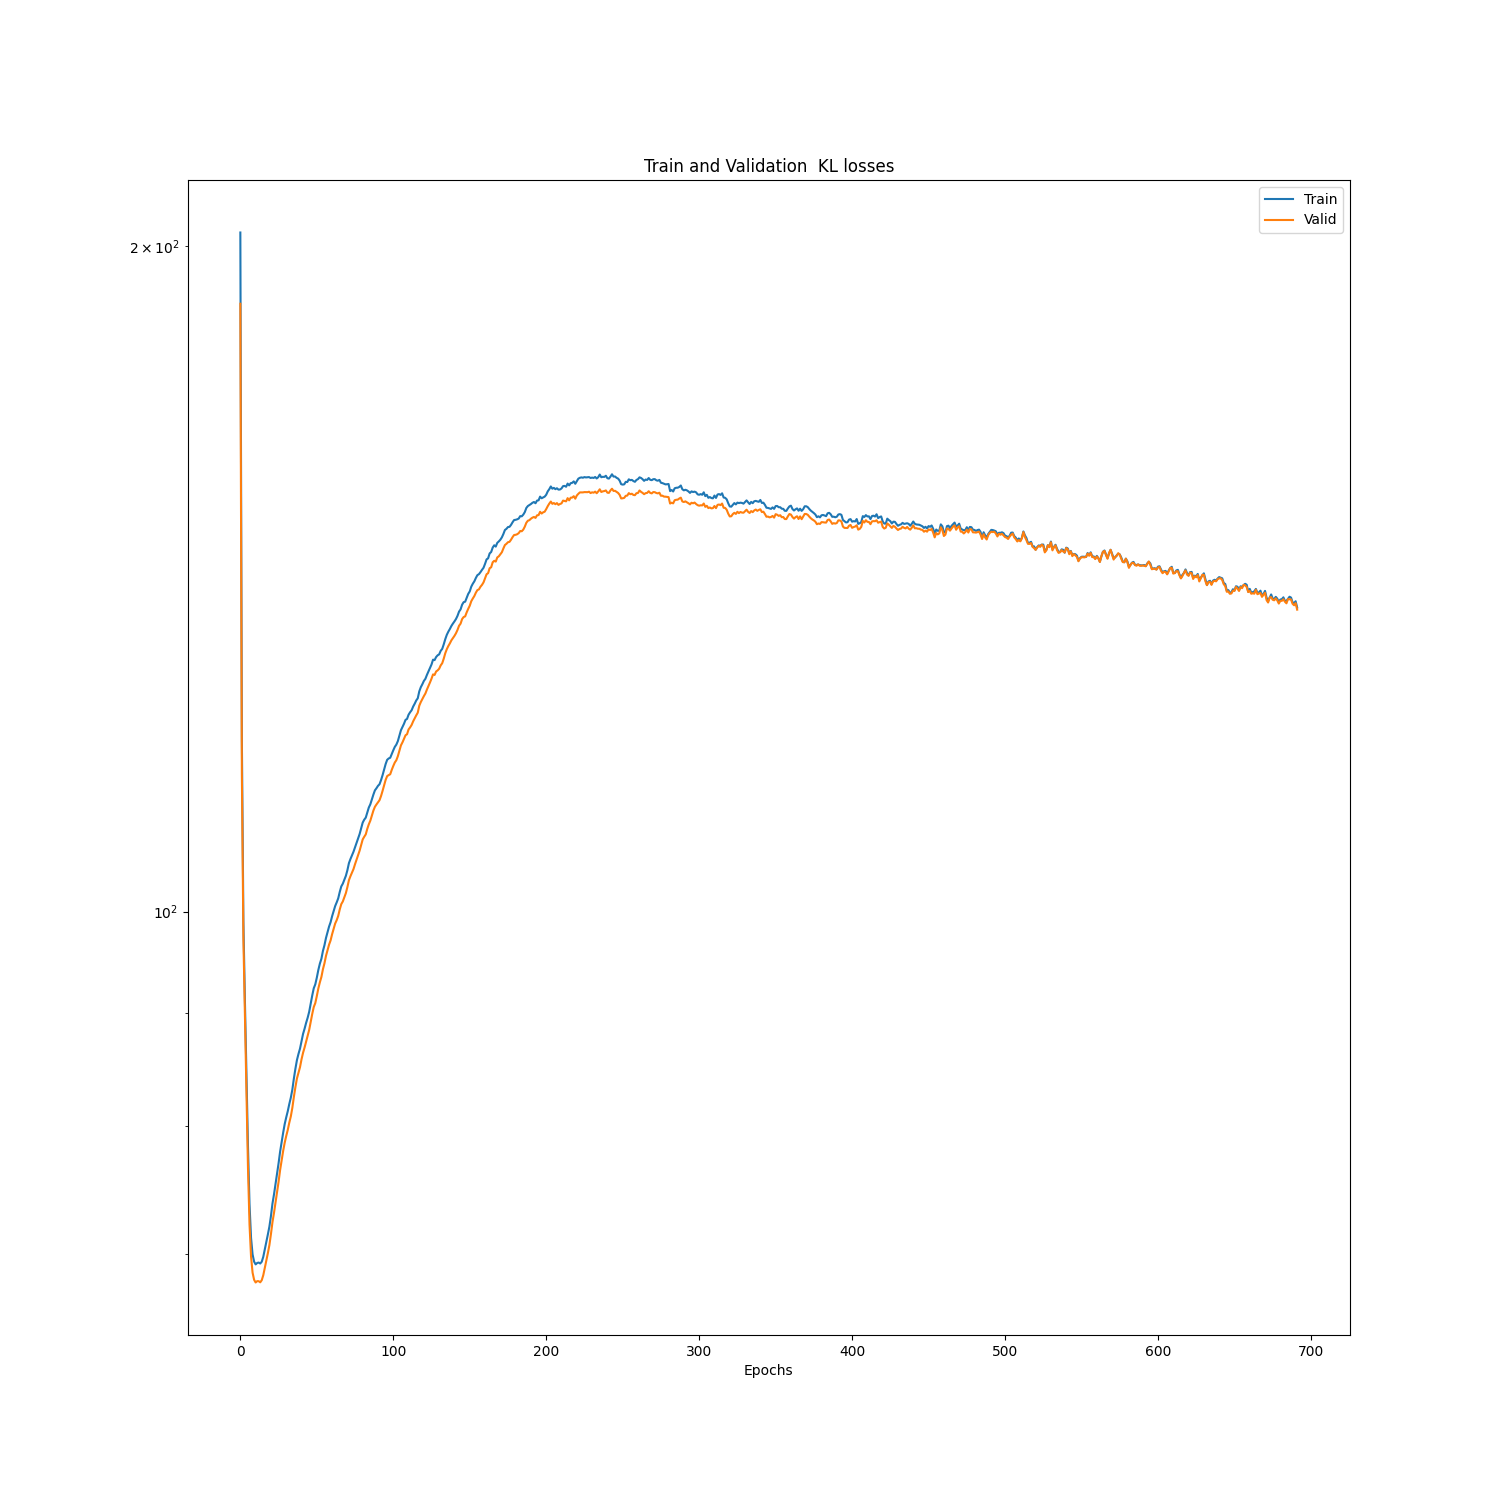 Train and Validation  KL losses
Train
Valid
2 × 10²
10²
0 100 200 300 400 500 600 700
Epochs